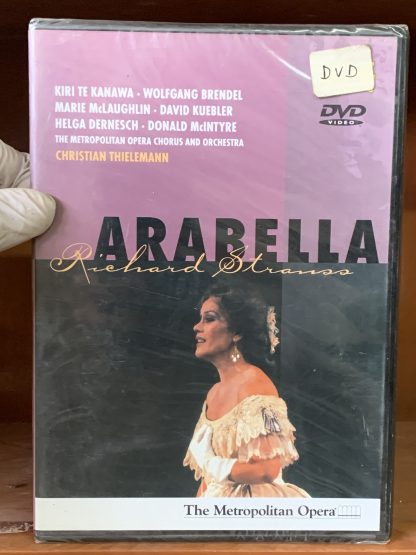 DVD
DVD
VIDEO
KIRI TE KANAWA · WOLFGANG BRENDEL
MARIE McLAUGHLIN · DAVID KUEBLER
HELGA DERNESCH · DONALD McINTYRE
THE METROPOLITAN OPERA CHORUS AND ORCHESTRA
CHRISTIAN THIELEMANN
ARABELLA
Richard Strauss
The Metropolitan Opera